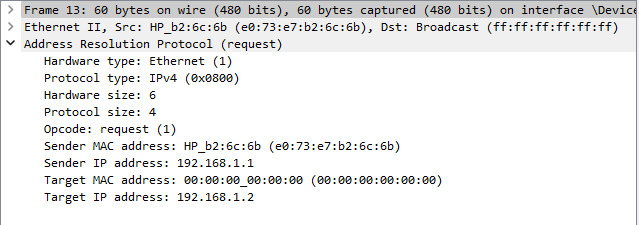 Frame 13: 60 bytes on wire (480 bits), 60 bytes captured (480 bits) on interface \Devic
Ethernet II, Src: HP_b2:6c:6b (e0:73:e7:b2:6c:6b), Dst: Broadcast (ff:ff:ff:ff:ff:ff)
Address Resolution Protocol (request)
Hardware type: Ethernet (1)
Protocol type: IPv4 (0x0800)
Hardware size: 6
Protocol size: 4
Opcode: request (1)
Sender MAC address: HP_b2:6c:6b (e0:73:e7:b2:6c:6b)
Sender IP address: 192.168.1.1
Target MAC address: 00:00:00_00:00:00 (00:00:00:00:00:00)
Target IP address: 192.168.1.2